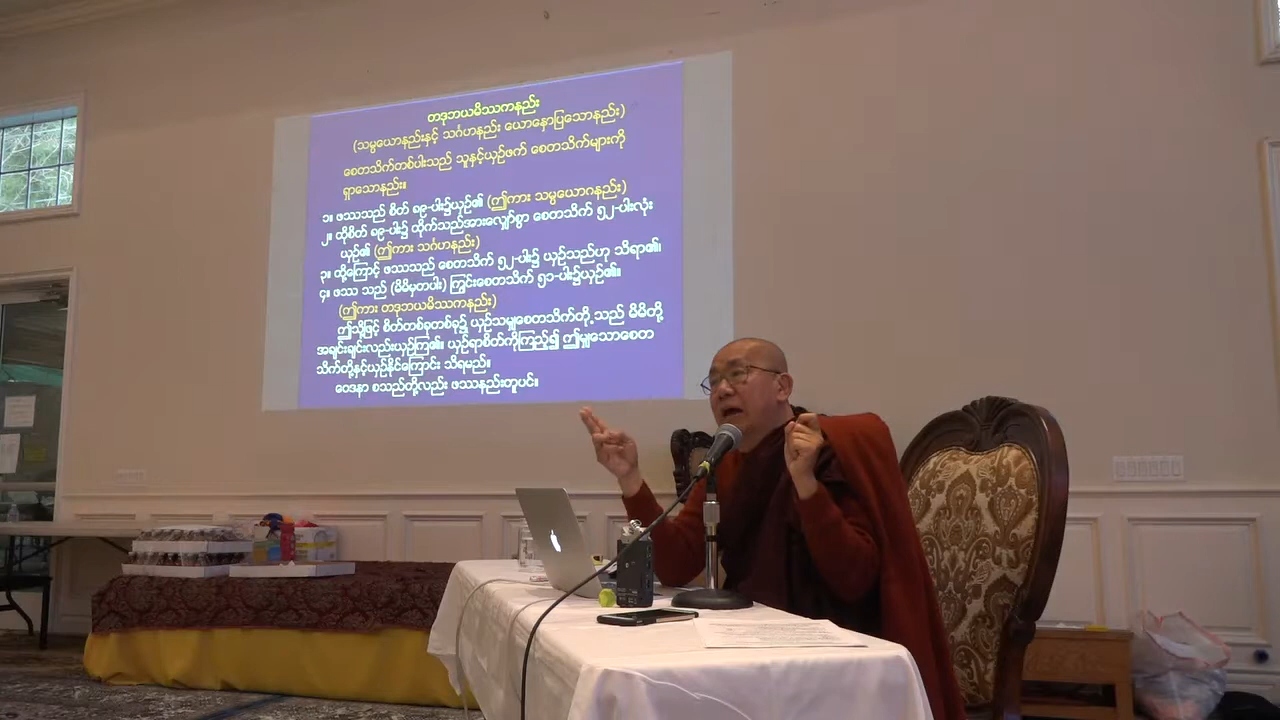 တဒုဘယမိဿကနည်း
(သမ္ပယောနည်းနှင့် သင်္ဂဟနည်း ယောနှောပြသောနည်း)
စေတသိက်တစ်ပါးသည် သူနှင့်ယှဉ်ဖက် စေတသိက်များကို
ရှာသောနည်း။
၁။ ဖဿသည် စိတ် ၈၉-ပါး၌ယှဉ်၏ (ဤကား သမ္ပယောဂနည်း)
၂။ ထိုစိတ် ၈၉-ပါး၌ ထိုက်သည်အားလျှော်စွာ စေတသိက် ၅၂-ပါးလုံး
ယှဉ်၏ (ဤကား သင်္ဂဟနည်း)
၃။ ထို့ကြောင့် ဖဿသည် စေတသိက် ၅၂-ပါး၌ ယှဉ်သည်ဟု သိရာ၏။
၄။ ဖဿ သည် (မိမိမှတပါး) ကြွင်းစေတသိက် ၅၁-ပါး၌ယှဉ်၏။
(ဤကား တဒုဘယမိဿကနည်း)
ဤသို့ဖြင့် စိတ်တစ်ခုတစ်ခု၌ ယှဉ်သမျှစေတသိက်တို့သည် မိမိတို့
အချင်းချင်းလည်းယှဉ်ကြ၏။ ယှဉ်ရာစိတ်ကိုကြည့်၍ ဤမျှသောစေတ
သိက်တို့နှင့်ယှဉ်နိုင်ကြောင်း သိရမည်။
ဝေဒနာ စသည်တို့လည်း ဖဿနည်းတူပင်။